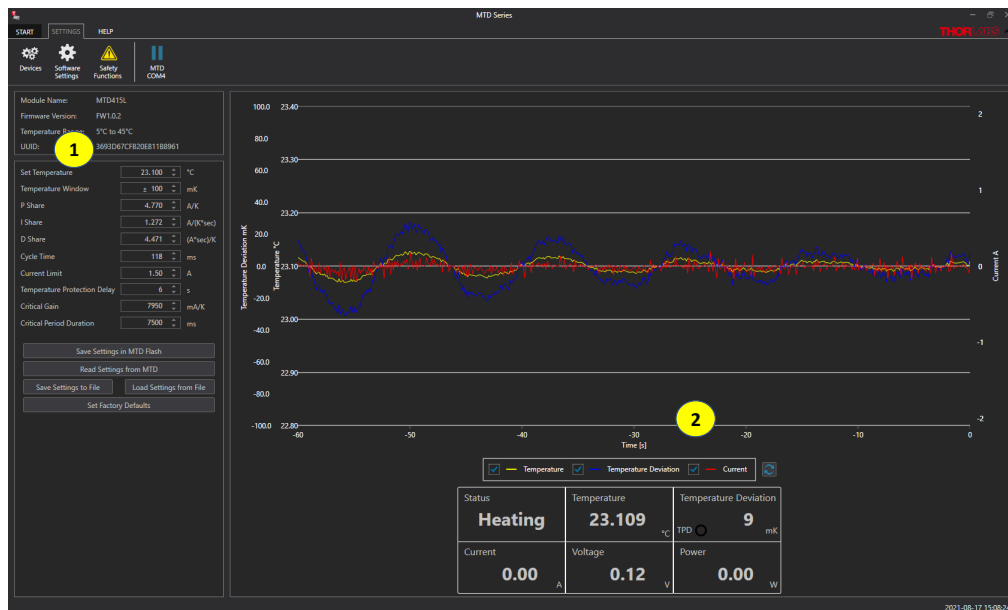 MTD Series
START SETTINGS HELP
THORLABS
Devices Software Settings Safety Functions MTD COM4
Module Name: MTD415L
Firmware Version: FW1.0.2
Temperature 5°C to 45°C
UUID: 3693D67CFB20E811B8961
1
Set Temperature 23.100 °C
Temperature Window ± 100 mK
P Share 4.770 A/K
I Share 1.272 A/(K*sec)
D Share 4.471 (A*sec)/K
Cycle Time 118 ms
Current Limit 1.50 A
Temperature Protection Delay 6 s
Critical Gain 7950 mA/K
Critical Period Duration 7500 ms
Save Settings in MTD Flash
Read Settings from MTD
Save Settings to File Load Settings from File
Set Factory Defaults
Temperature Deviation mK
100.0
80.0
60.0
40.0
20.0
0.0
-20.0
-40.0
-60.0
-80.0
-100.0
Temperature °C
23.40
23.30
23.20
23.10
23.00
22.90
22.80
2
1
0
-1
-2
Current A
2
-60 -50 -40 -30 -20 -10 0
Time [s]
Temperature Temperature Deviation Current
Status Temperature Temperature Deviation
Heating 23.109 °C TPD 9 mK
Current Voltage Power
0.00 A 0.12 V 0.00 W